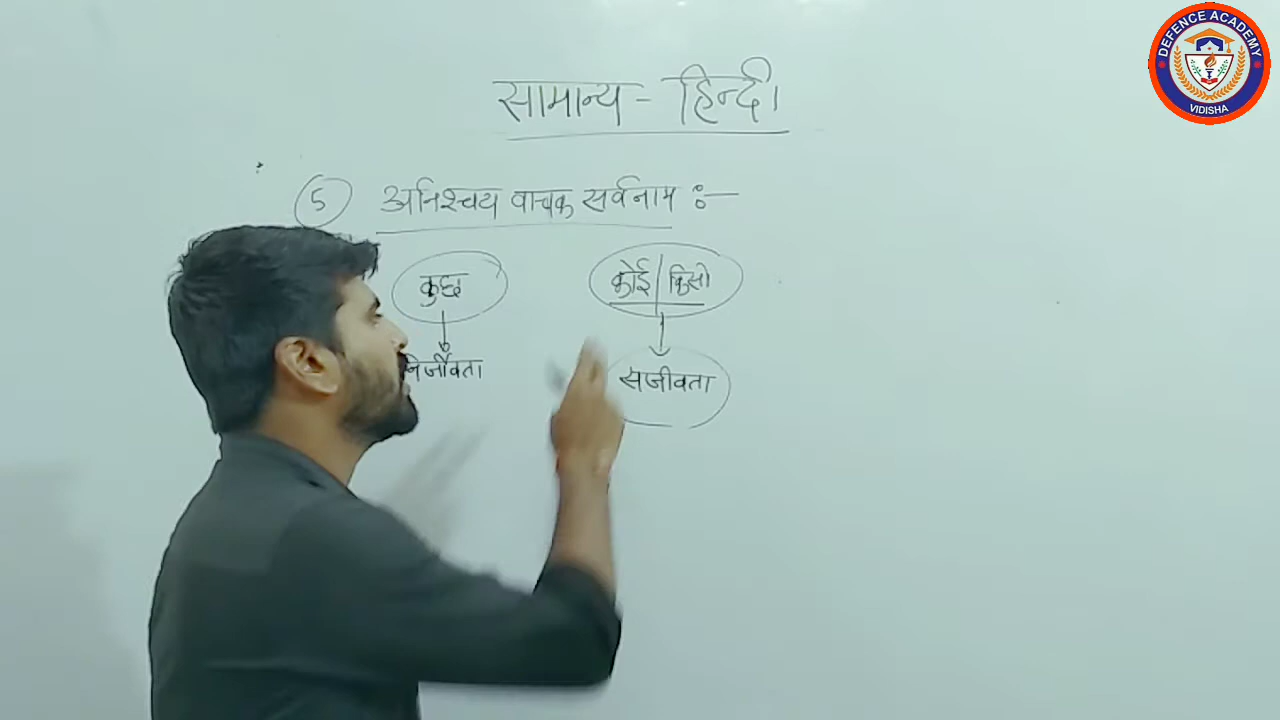 DEFENCE ACADEMY
VIDISHA
सामान्य - हिन्दी
5 अनिश्चय वाचक सर्वनाम :-
कुछ कोई/किसी
निर्जीवता सजीवता